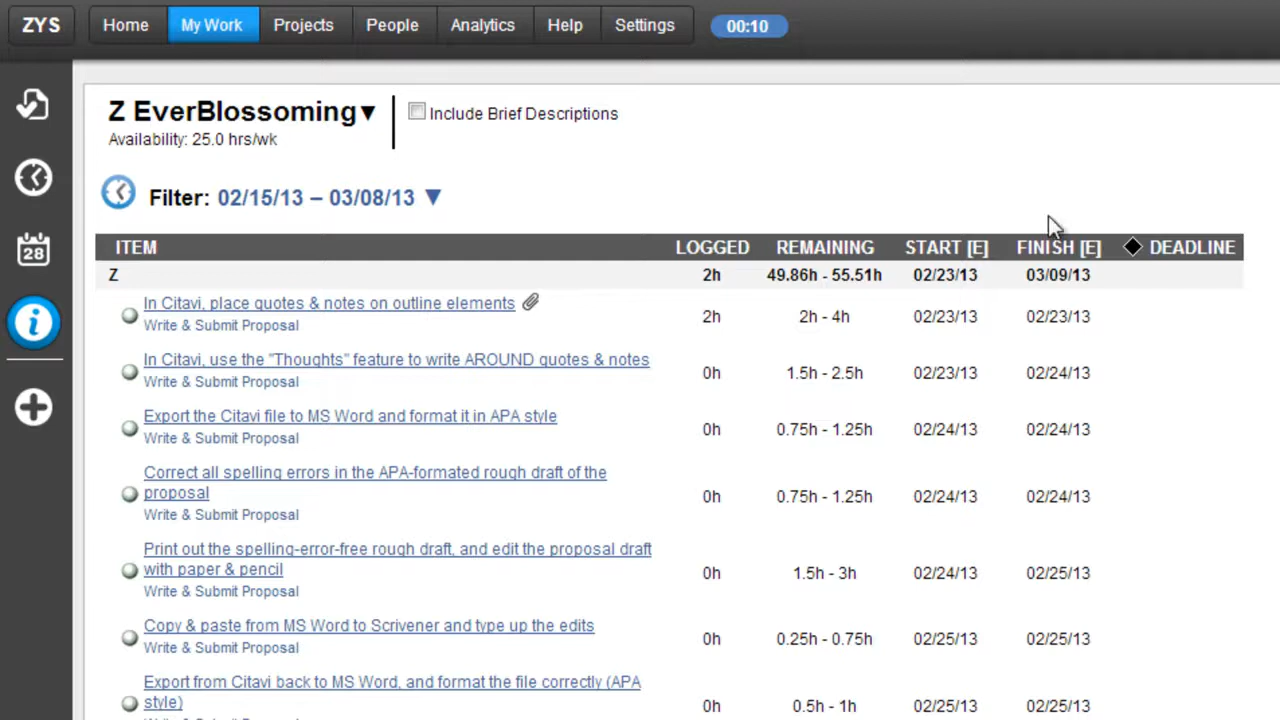 ZYS Home My Work Projects People Analytics Help Settings 00:10
Z EverBlossoming▼ Include Brief Descriptions
Availability: 25.0 hrs/wk
28
Filter: 02/15/13 – 03/08/13 ▼
ITEM LOGGED REMAINING START [E] FINISH [E] DEADLINE
Z 2h 49.86h - 55.51h 02/23/13 03/09/13
In Citavi, place quotes & notes on outline elements
Write & Submit Proposal
2h 2h - 4h 02/23/13 02/23/13
In Citavi, use the "Thoughts" feature to write AROUND quotes & notes
Write & Submit Proposal
0h 1.5h - 2.5h 02/23/13 02/24/13
Export the Citavi file to MS Word and format it in APA style
Write & Submit Proposal
0h 0.75h - 1.25h 02/24/13 02/24/13
Correct all spelling errors in the APA-formated rough draft of the
proposal
Write & Submit Proposal
0h 0.75h - 1.25h 02/24/13 02/24/13
Print out the spelling-error-free rough draft, and edit the proposal draft
with paper & pencil
Write & Submit Proposal
0h 1.5h - 3h 02/24/13 02/25/13
Copy & paste from MS Word to Scrivener and type up the edits
Write & Submit Proposal
0h 0.25h - 0.75h 02/25/13 02/25/13
Export from Citavi back to MS Word, and format the file correctly (APA
style)
0h 0.5h - 1h 02/25/13 02/25/13